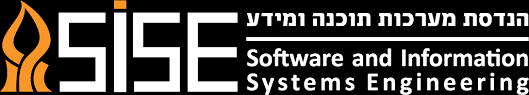 SISE
הנדסת מערכות תוכנה ומידע
Software and Information
Systems Engineering